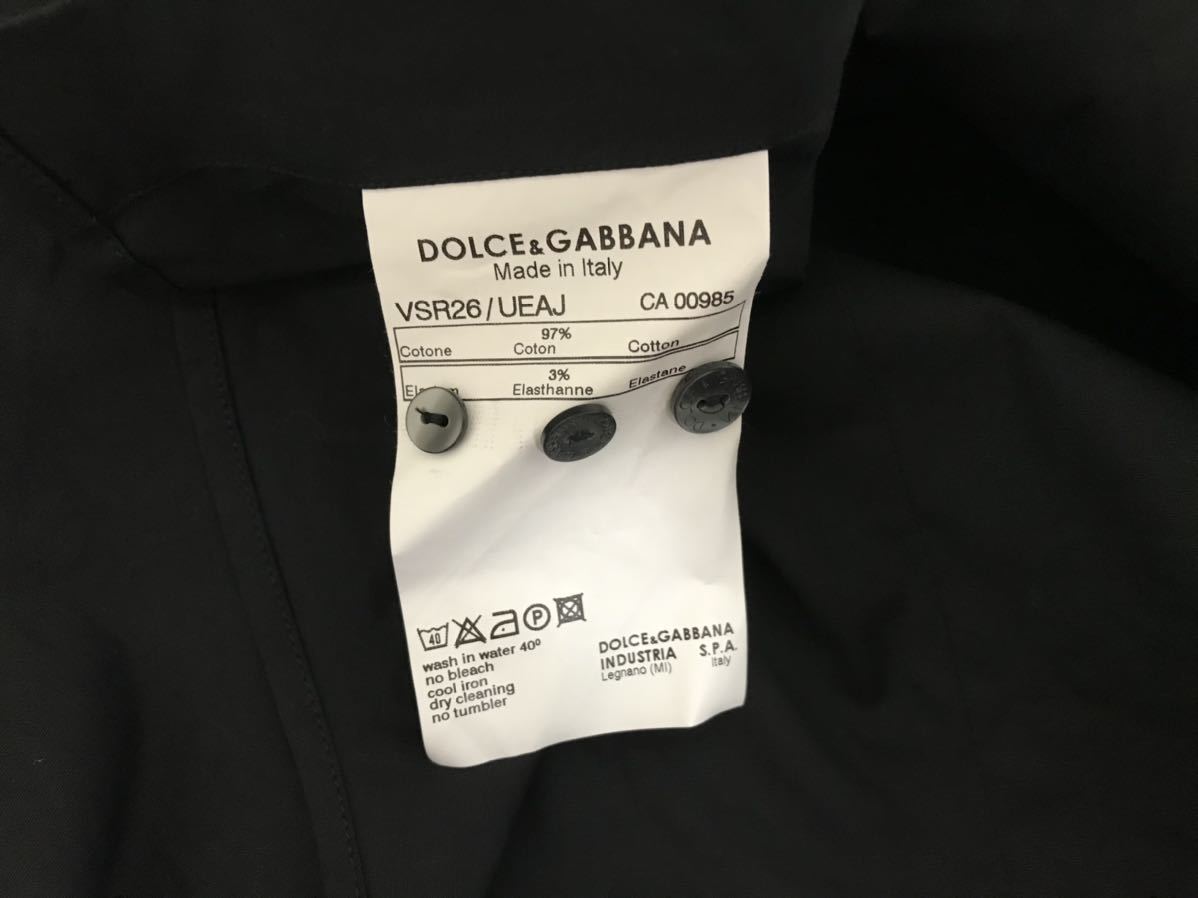 DOLCE&GABBANA
Made in Italy
VSR26/UEAJ CA 00985
97%
Cotone Coton Cotton
3%
Elasthanne Elastane
40 P
wash in water 40°
no bleach
cool iron
dry cleaning
no tumbler
DOLCE&GABBANA
INDUSTRIA S.P.A.
Legnano (MI) Italy